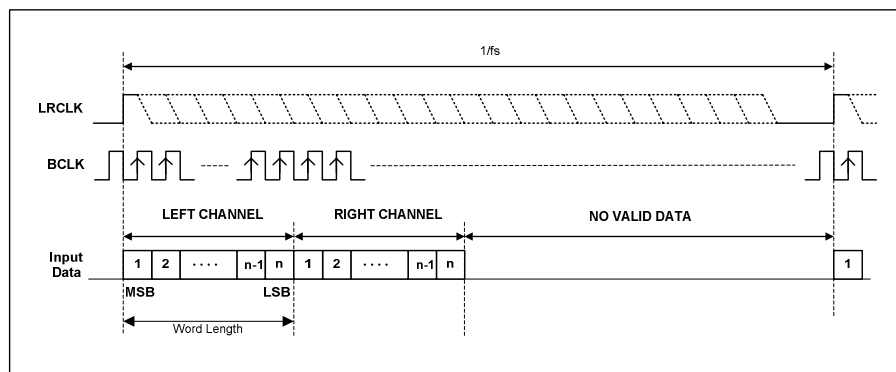 1/fs
LRCLK
BCLK
LEFT CHANNEL RIGHT CHANNEL NO VALID DATA
Input
Data
1 2 .... n-1 n 1 2 .... n-1 n 1
MSB LSB
Word Length